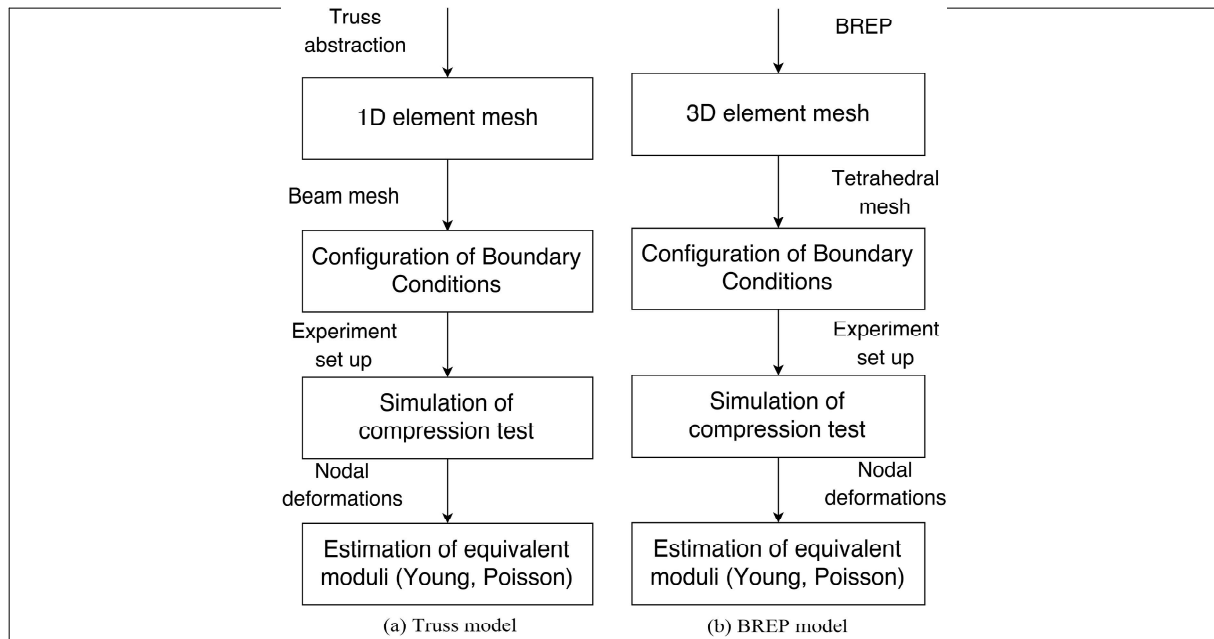 Truss
abstraction
1D element mesh
Beam mesh
Configuration of Boundary
Conditions
Experiment
set up
Simulation of
compression test
Nodal
deformations
Estimation of equivalent
moduli (Young, Poisson)
(a) Truss model
BREP
3D element mesh
Tetrahedral
mesh
Configuration of Boundary
Conditions
Experiment
set up
Simulation of
compression test
Nodal
deformations
Estimation of equivalent
moduli (Young, Poisson)
(b) BREP model